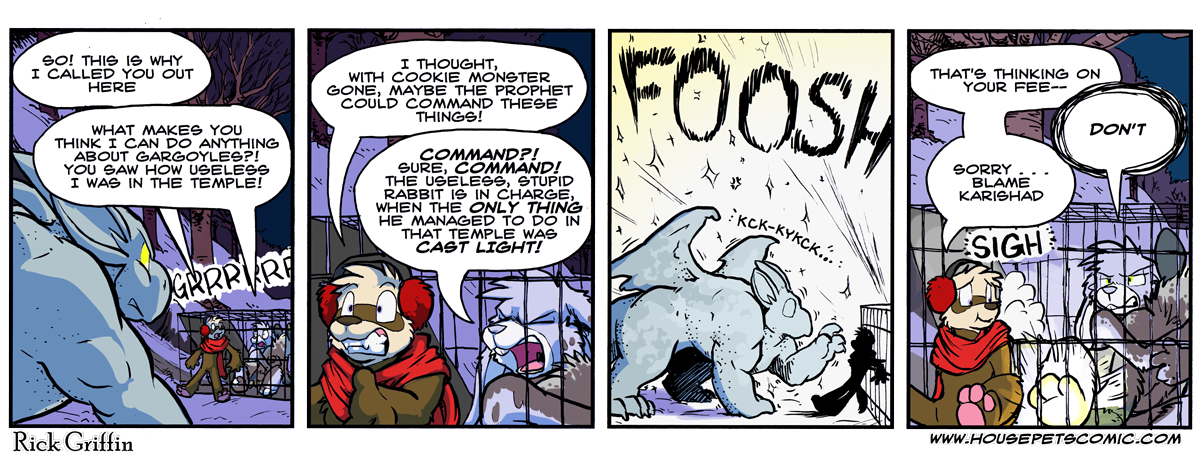 SO! THIS IS WHY
I CALLED YOU OUT
HERE
WHAT MAKES YOU
THINK I CAN DO ANYTHING
ABOUT GARGOYLES?!
YOU SAW HOW USELESS
I WAS IN THE TEMPLE!
GRRRRRR
I THOUGHT,
WITH COOKIE MONSTER
GONE, MAYBE THE PROPHET
COULD COMMAND THESE
THINGS!
COMMAND?!
SURE, COMMAND!
THE USELESS, STUPID
RABBIT IS IN CHARGE,
WHEN THE ONLY THING
HE MANAGED TO DO IN
THAT TEMPLE WAS
CAST LIGHT!
FOOSH
KCK-KYKCK...
THAT'S THINKING ON
YOUR FEE--
DON'T
SORRY . . .
BLAME
KARISHAD
SIGH
Rick Griffin
WWW.HOUSEPETSCOMIC.COM